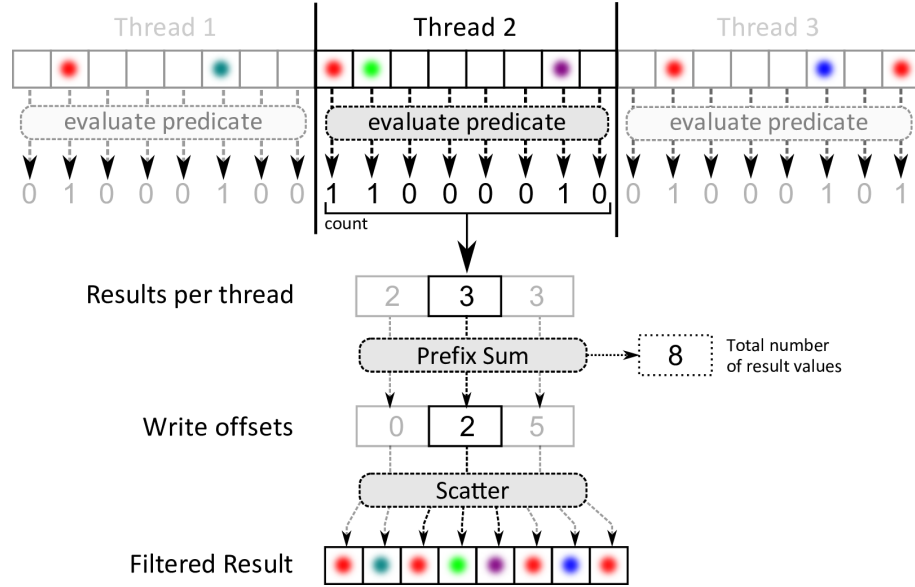 Thread 1 Thread 2 Thread 3
evaluate predicate evaluate predicate evaluate predicate
0 1 0 0 0 1 0 0 1 1 0 0 0 0 1 0 0 1 0 0 0 1 0 1
count
Results per thread 2 3 3
Prefix Sum 8 Total number
of result values
Write offsets 0 2 5
Scatter
Filtered Result